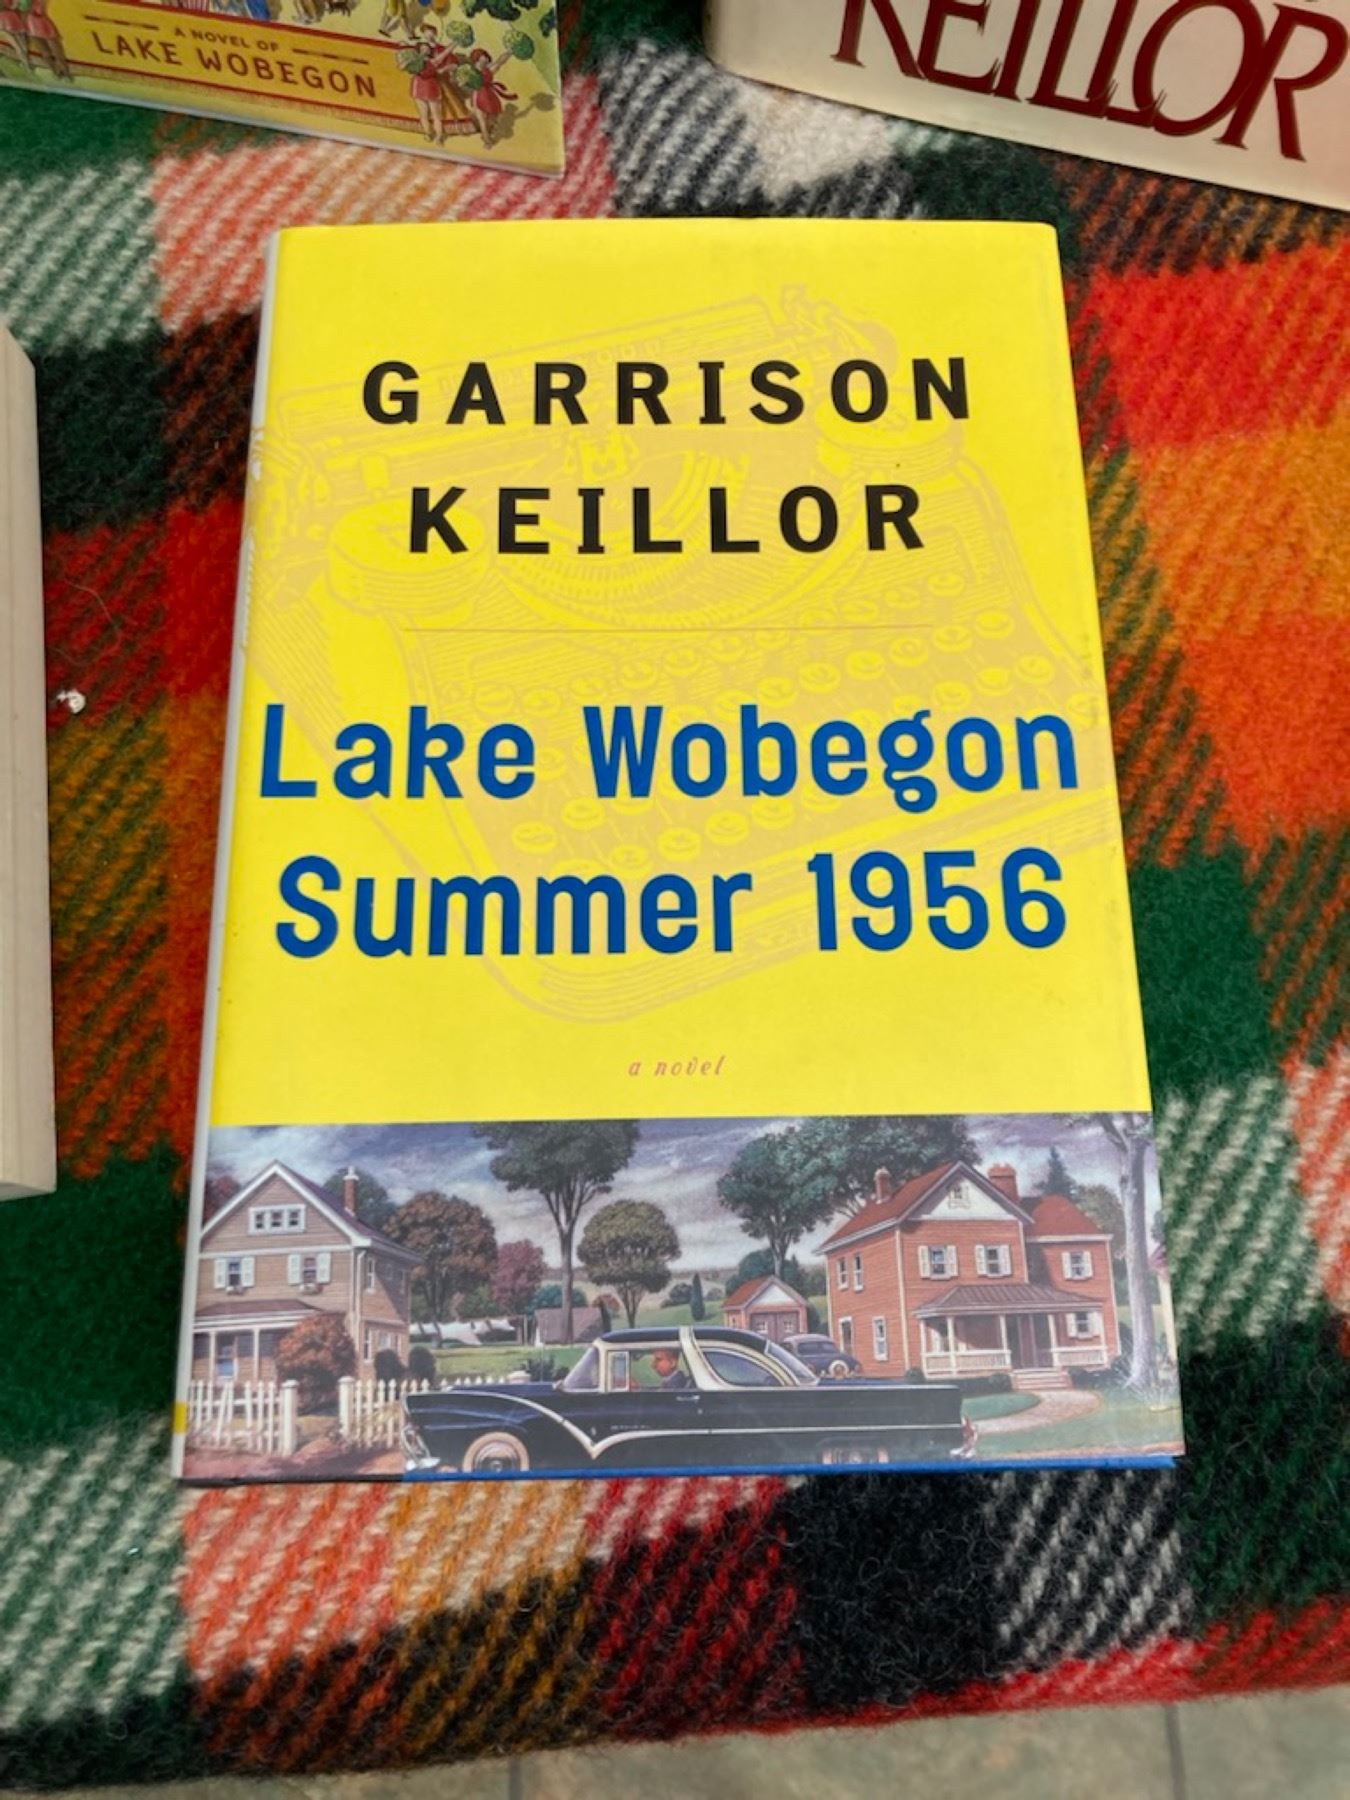 A NOVEL OF
LAKE WOBEGON
KEILLOR
GARRISON
KEILLOR
Lake Wobegon
Summer 1956
a novel